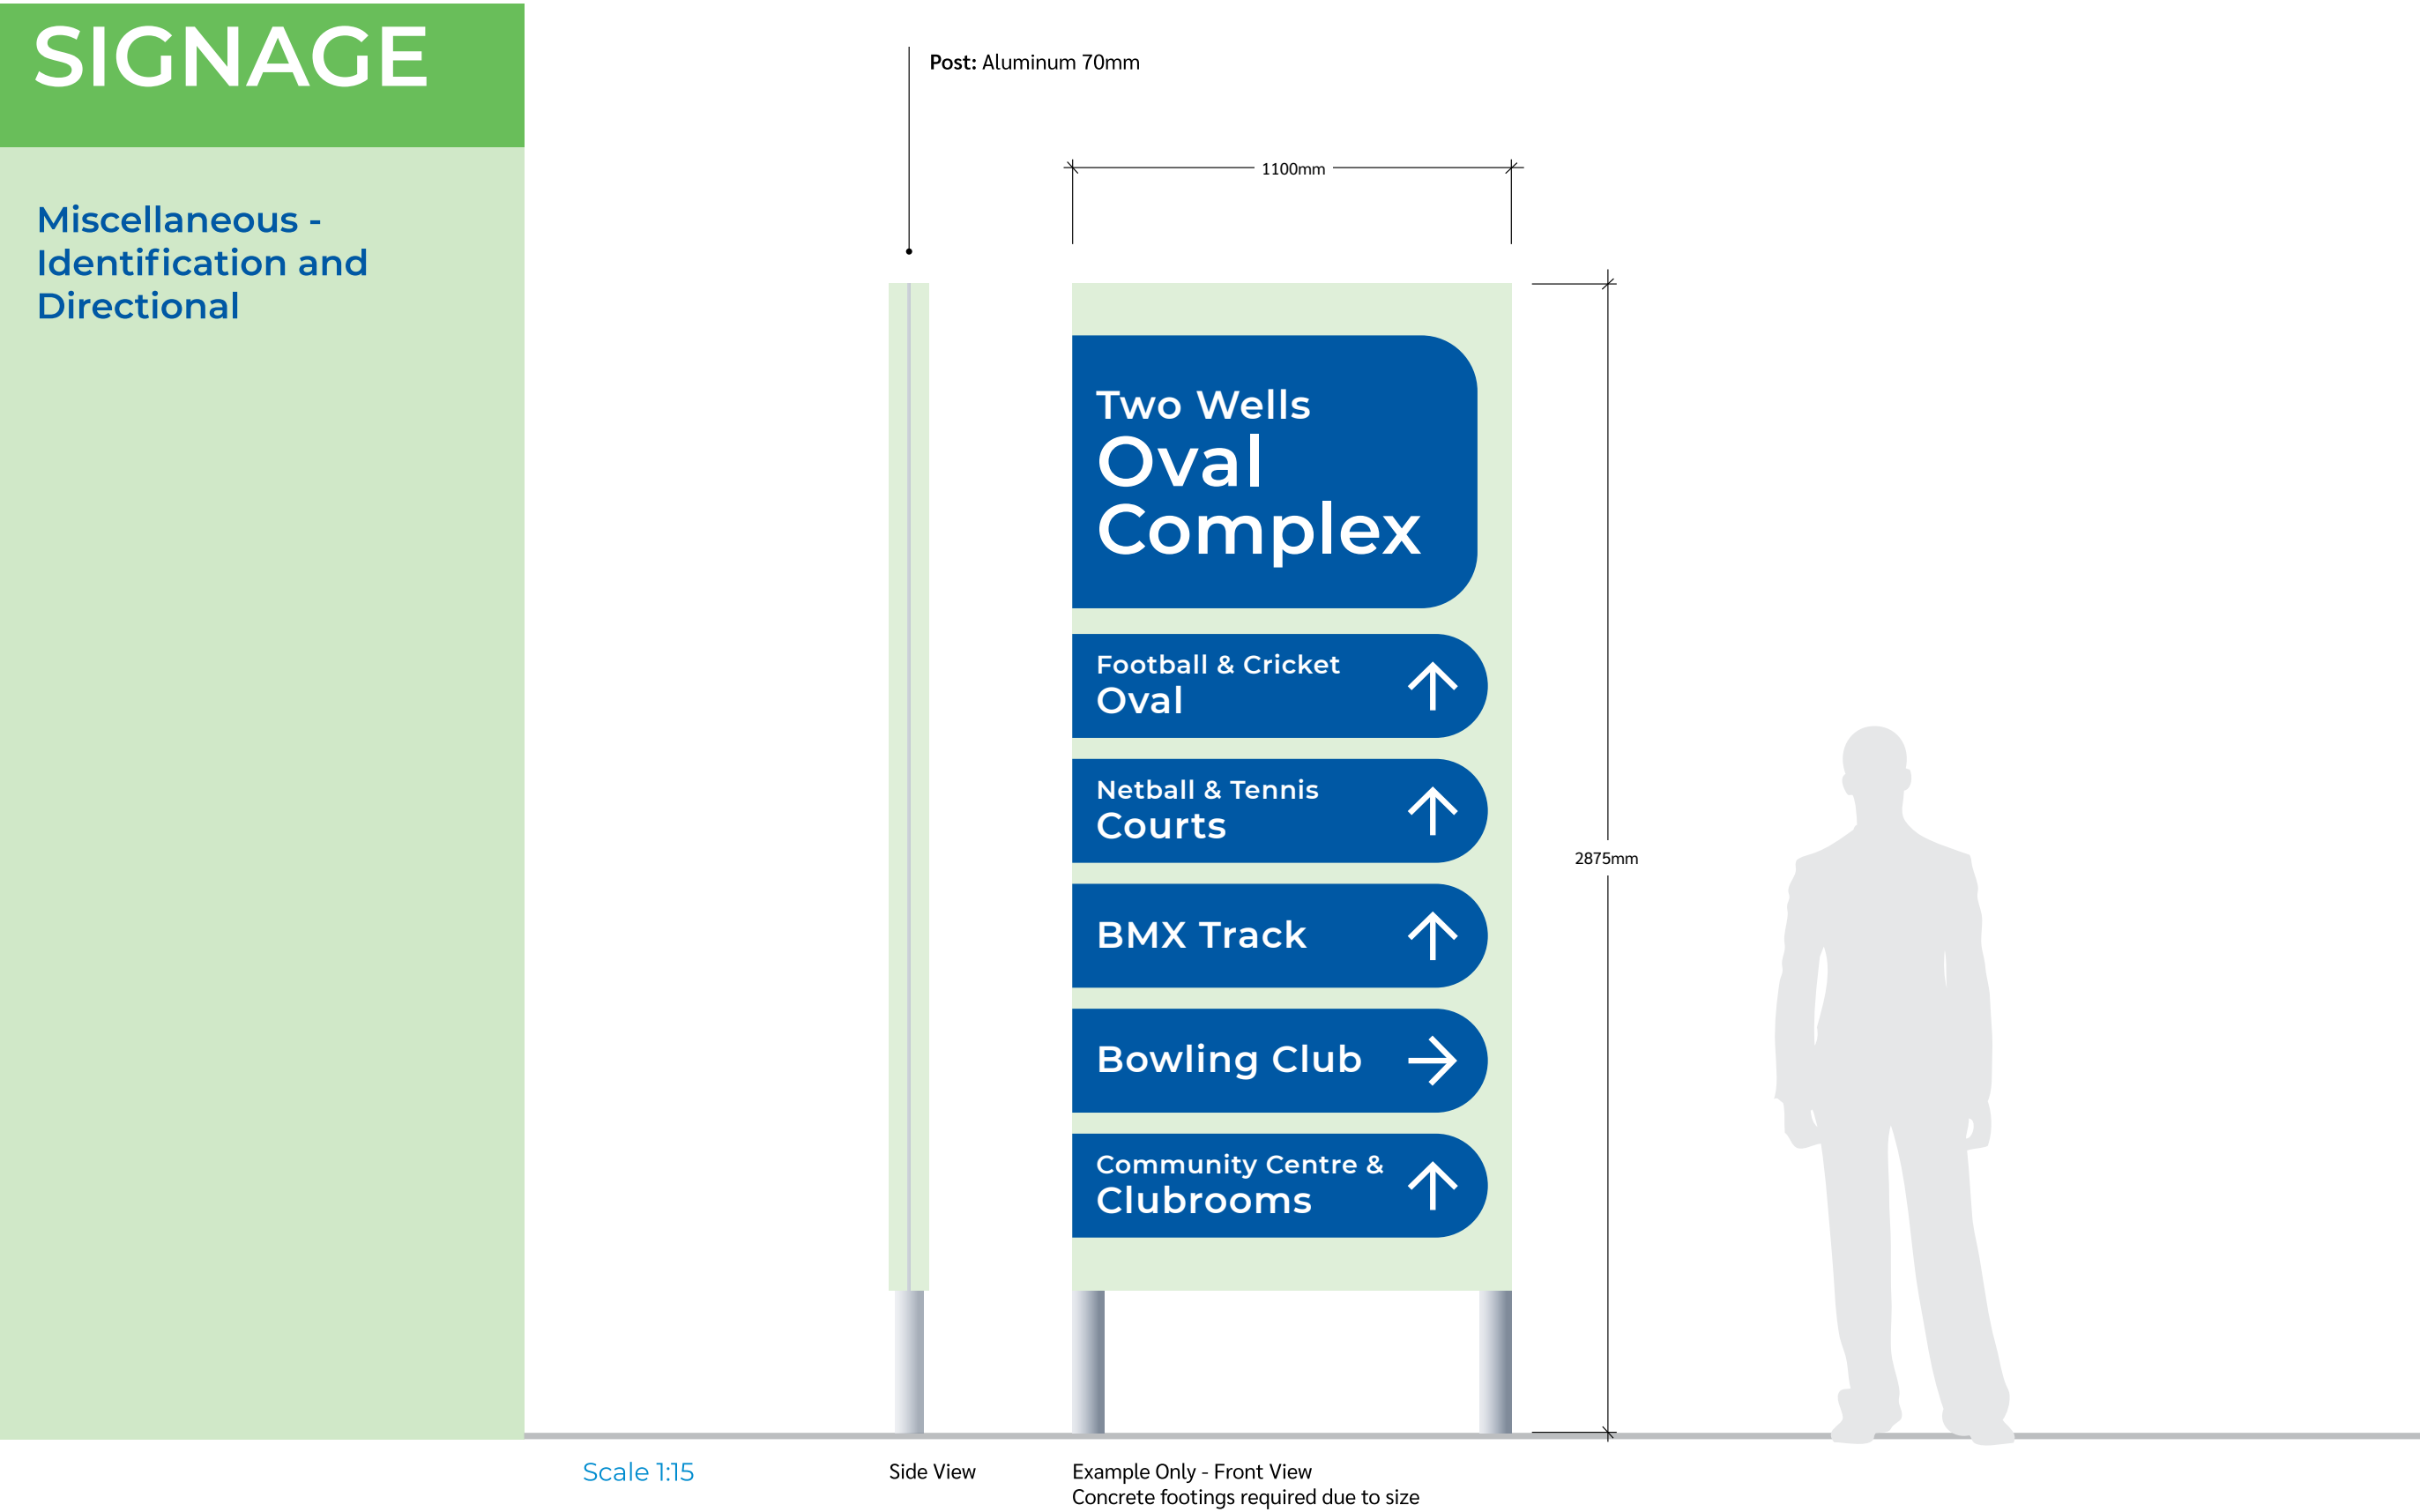 SIGNAGE
Miscellaneous -
Identification and
Directional
Post: Aluminum 70mm
1100mm
Two Wells
Oval
Complex
Football & Cricket
Oval
Netball & Tennis
Courts
BMX Track
Bowling Club
Community Centre &
Clubrooms
2875mm
Scale 1:15
Side View
Example Only - Front View
Concrete footings required due to size